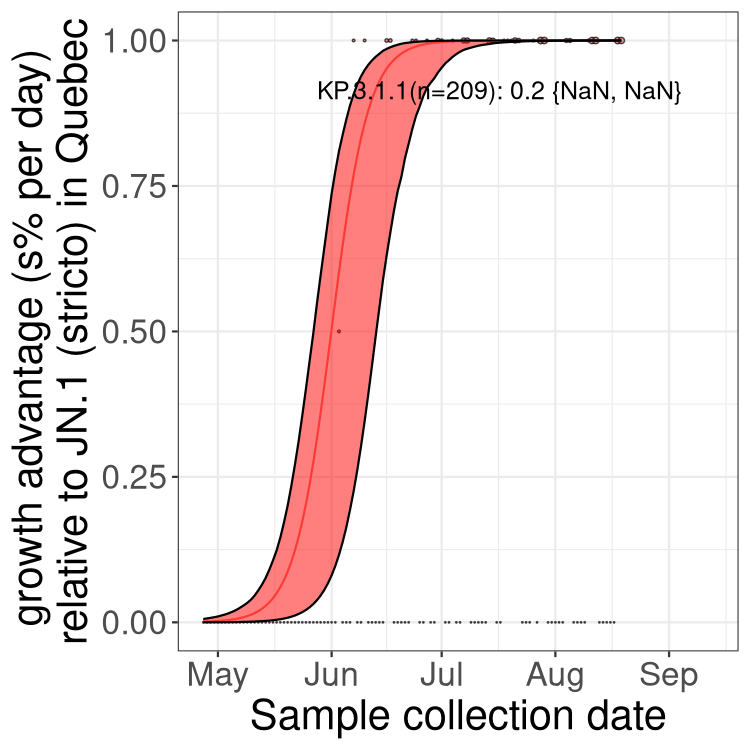 growth advantage (s% per day)
relative to JN.1 (stricto) in Quebec
1.00
0.75
0.50
0.25
0.00
KP.3.1.1(n=209): 0.2 {NaN, NaN}
May Jun Jul Aug Sep
Sample collection date